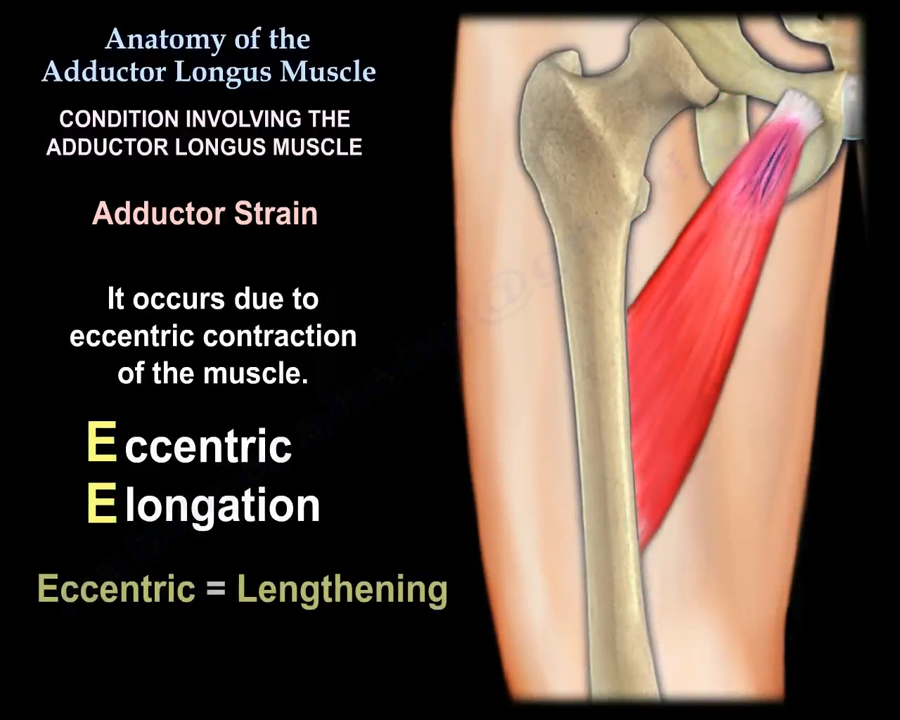 Anatomy of the
Adductor Longus Muscle
CONDITION INVOLVING THE
ADDUCTOR LONGUS MUSCLE
Adductor Strain
It occurs due to
eccentric contraction
of the muscle.
Eccentric
Elongation
Eccentric = Lengthening